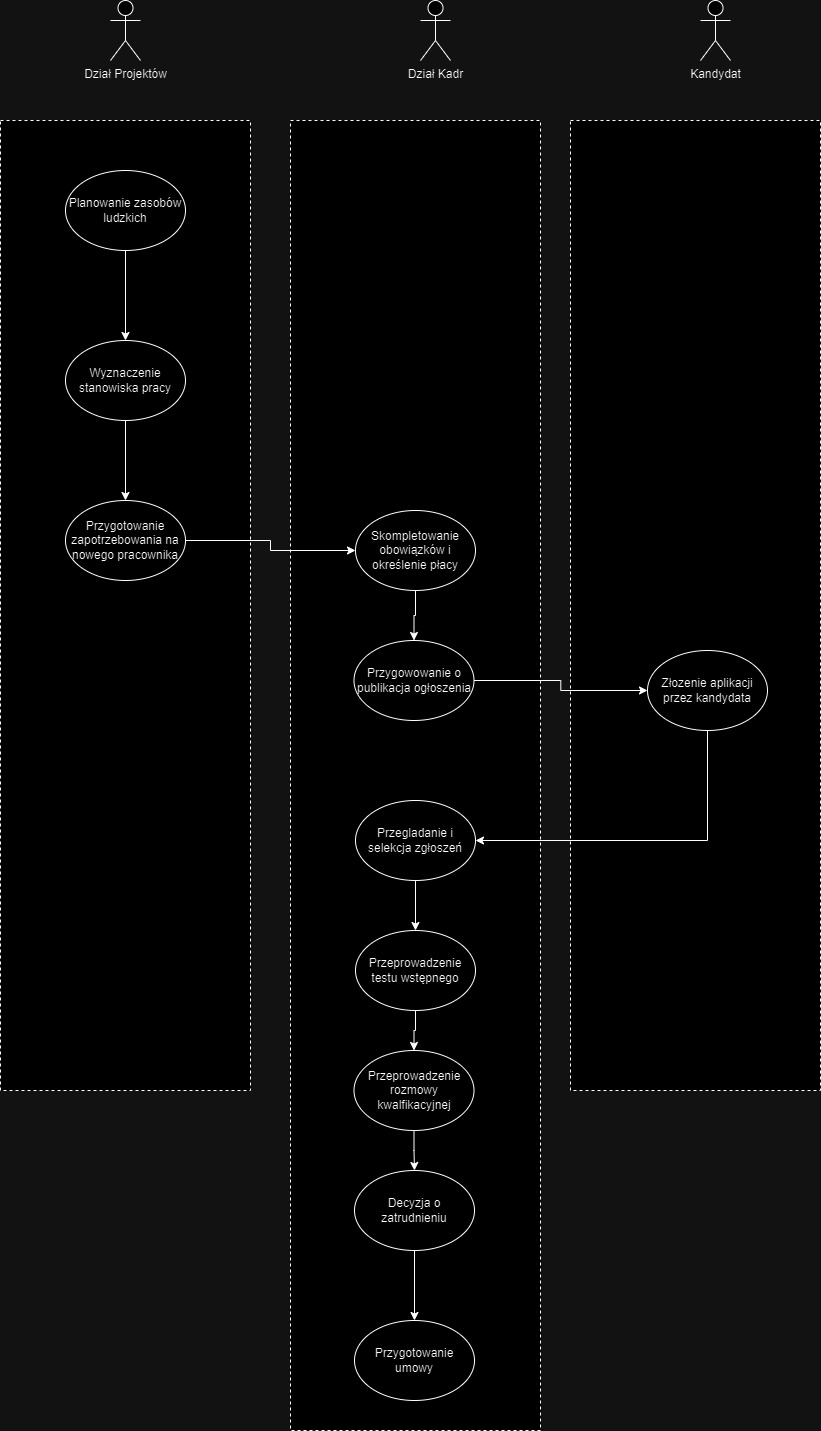 Dział Projektów
Dział Kadr
Kandydat
Planowanie zasobów
ludzkich
Wyznaczenie
stanowiska pracy
Przygotowanie
zapotrzebowania na
nowego pracownika
Skompletowanie
obowiązków i
określenie płacy
Przygowowanie o
publikacja ogłoszenia
Złozenie aplikacji
przez kandydata
Przegladanie i
selekcja zgłoszeń
Przeprowadzenie
testu wstępnego
Przeprowadzenie
rozmowy
kwalfikacyjnej
Decyzja o
zatrudnieniu
Przygotowanie
umowy